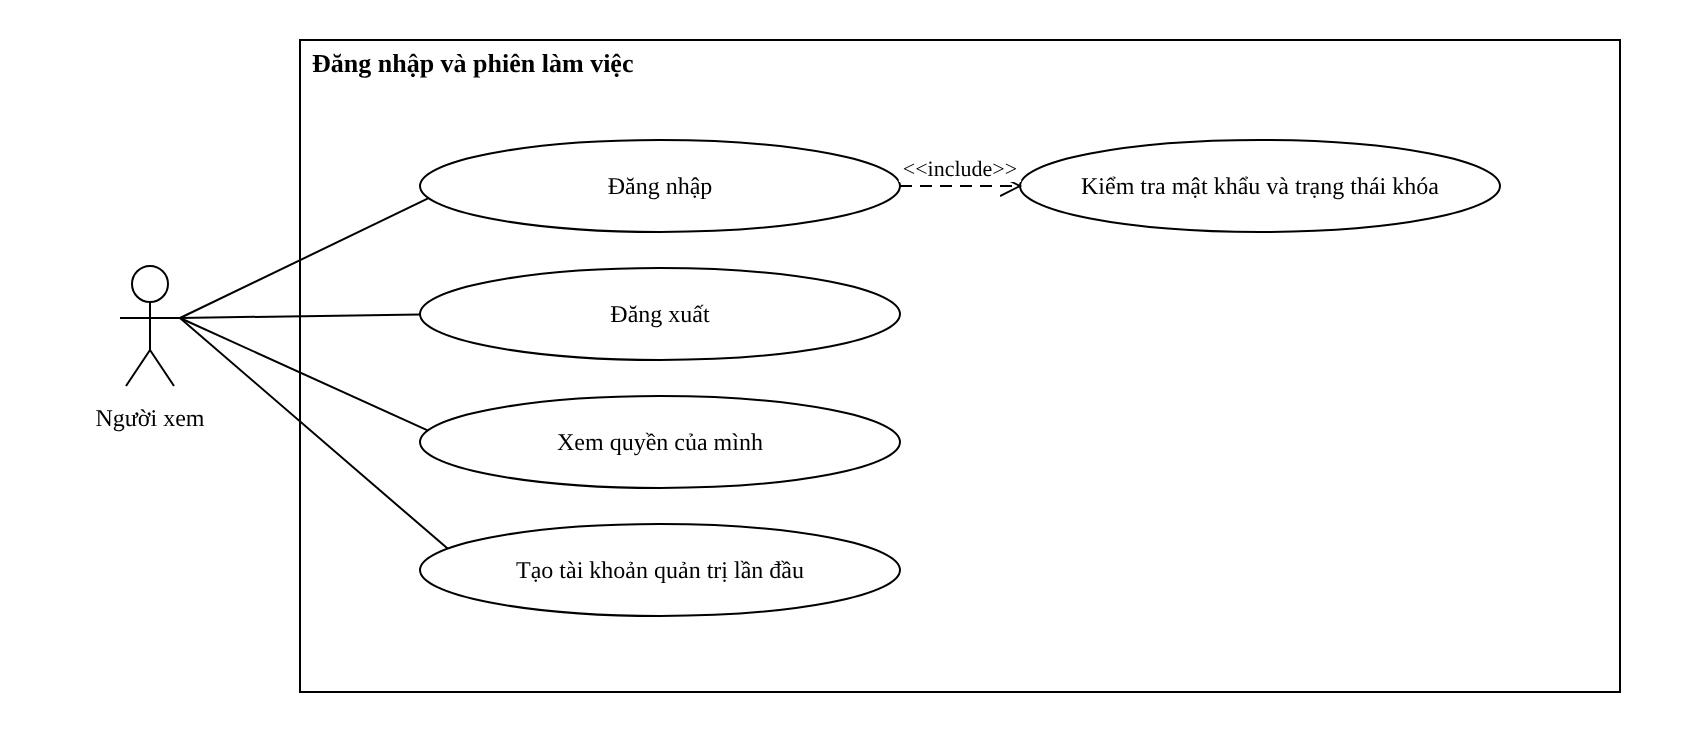 Đăng nhập và phiên làm việc
<<include>>
Đăng nhập
Kiểm tra mật khẩu và trạng thái khóa
Đăng xuất
Người xem
Xem quyền của mình
Tạo tài khoản quản trị lần đầu